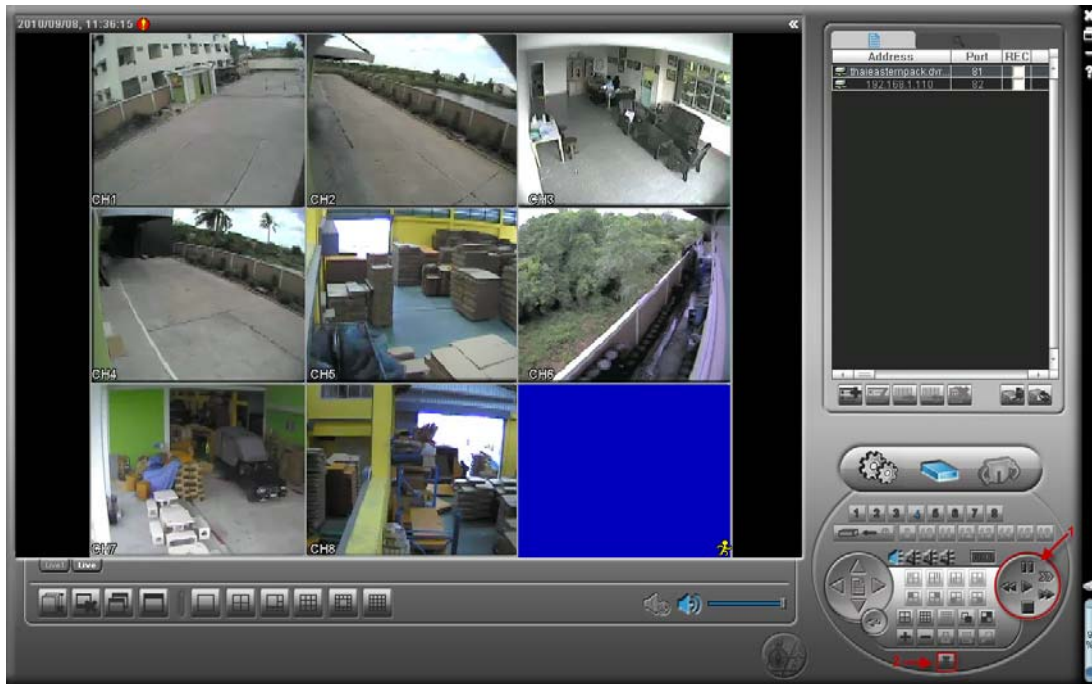 2010/09/08, 11:36:15
Address Port REC
thaieasternpack.dvr... 81
192.168.1.110 82
CH1
CH2
CH3
CH4
CH5
CH6
CH7
CH8
Live1 Live
1 2 3 4 5 6 7 8
1
2